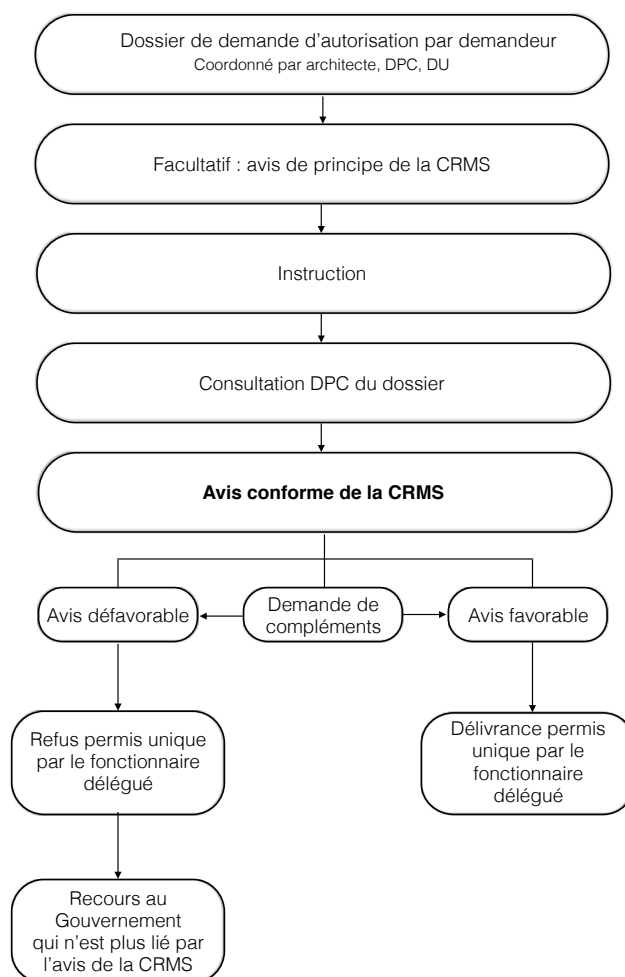 Dossier de demande d'autorisation par demandeur
Coordonné par architecte, DPC, DU
Facultatif : avis de principe de la CRMS
Instruction
Consultation DPC du dossier
Avis conforme de la CRMS
Avis défavorable
Demande de
compléments
Avis favorable
Refus permis unique
par le fonctionnaire
délégué
Délivrance permis
unique par le
fonctionnaire
délégué
Recours au
Gouvernement
qui n'est plus lié par
l'avis de la CRMS